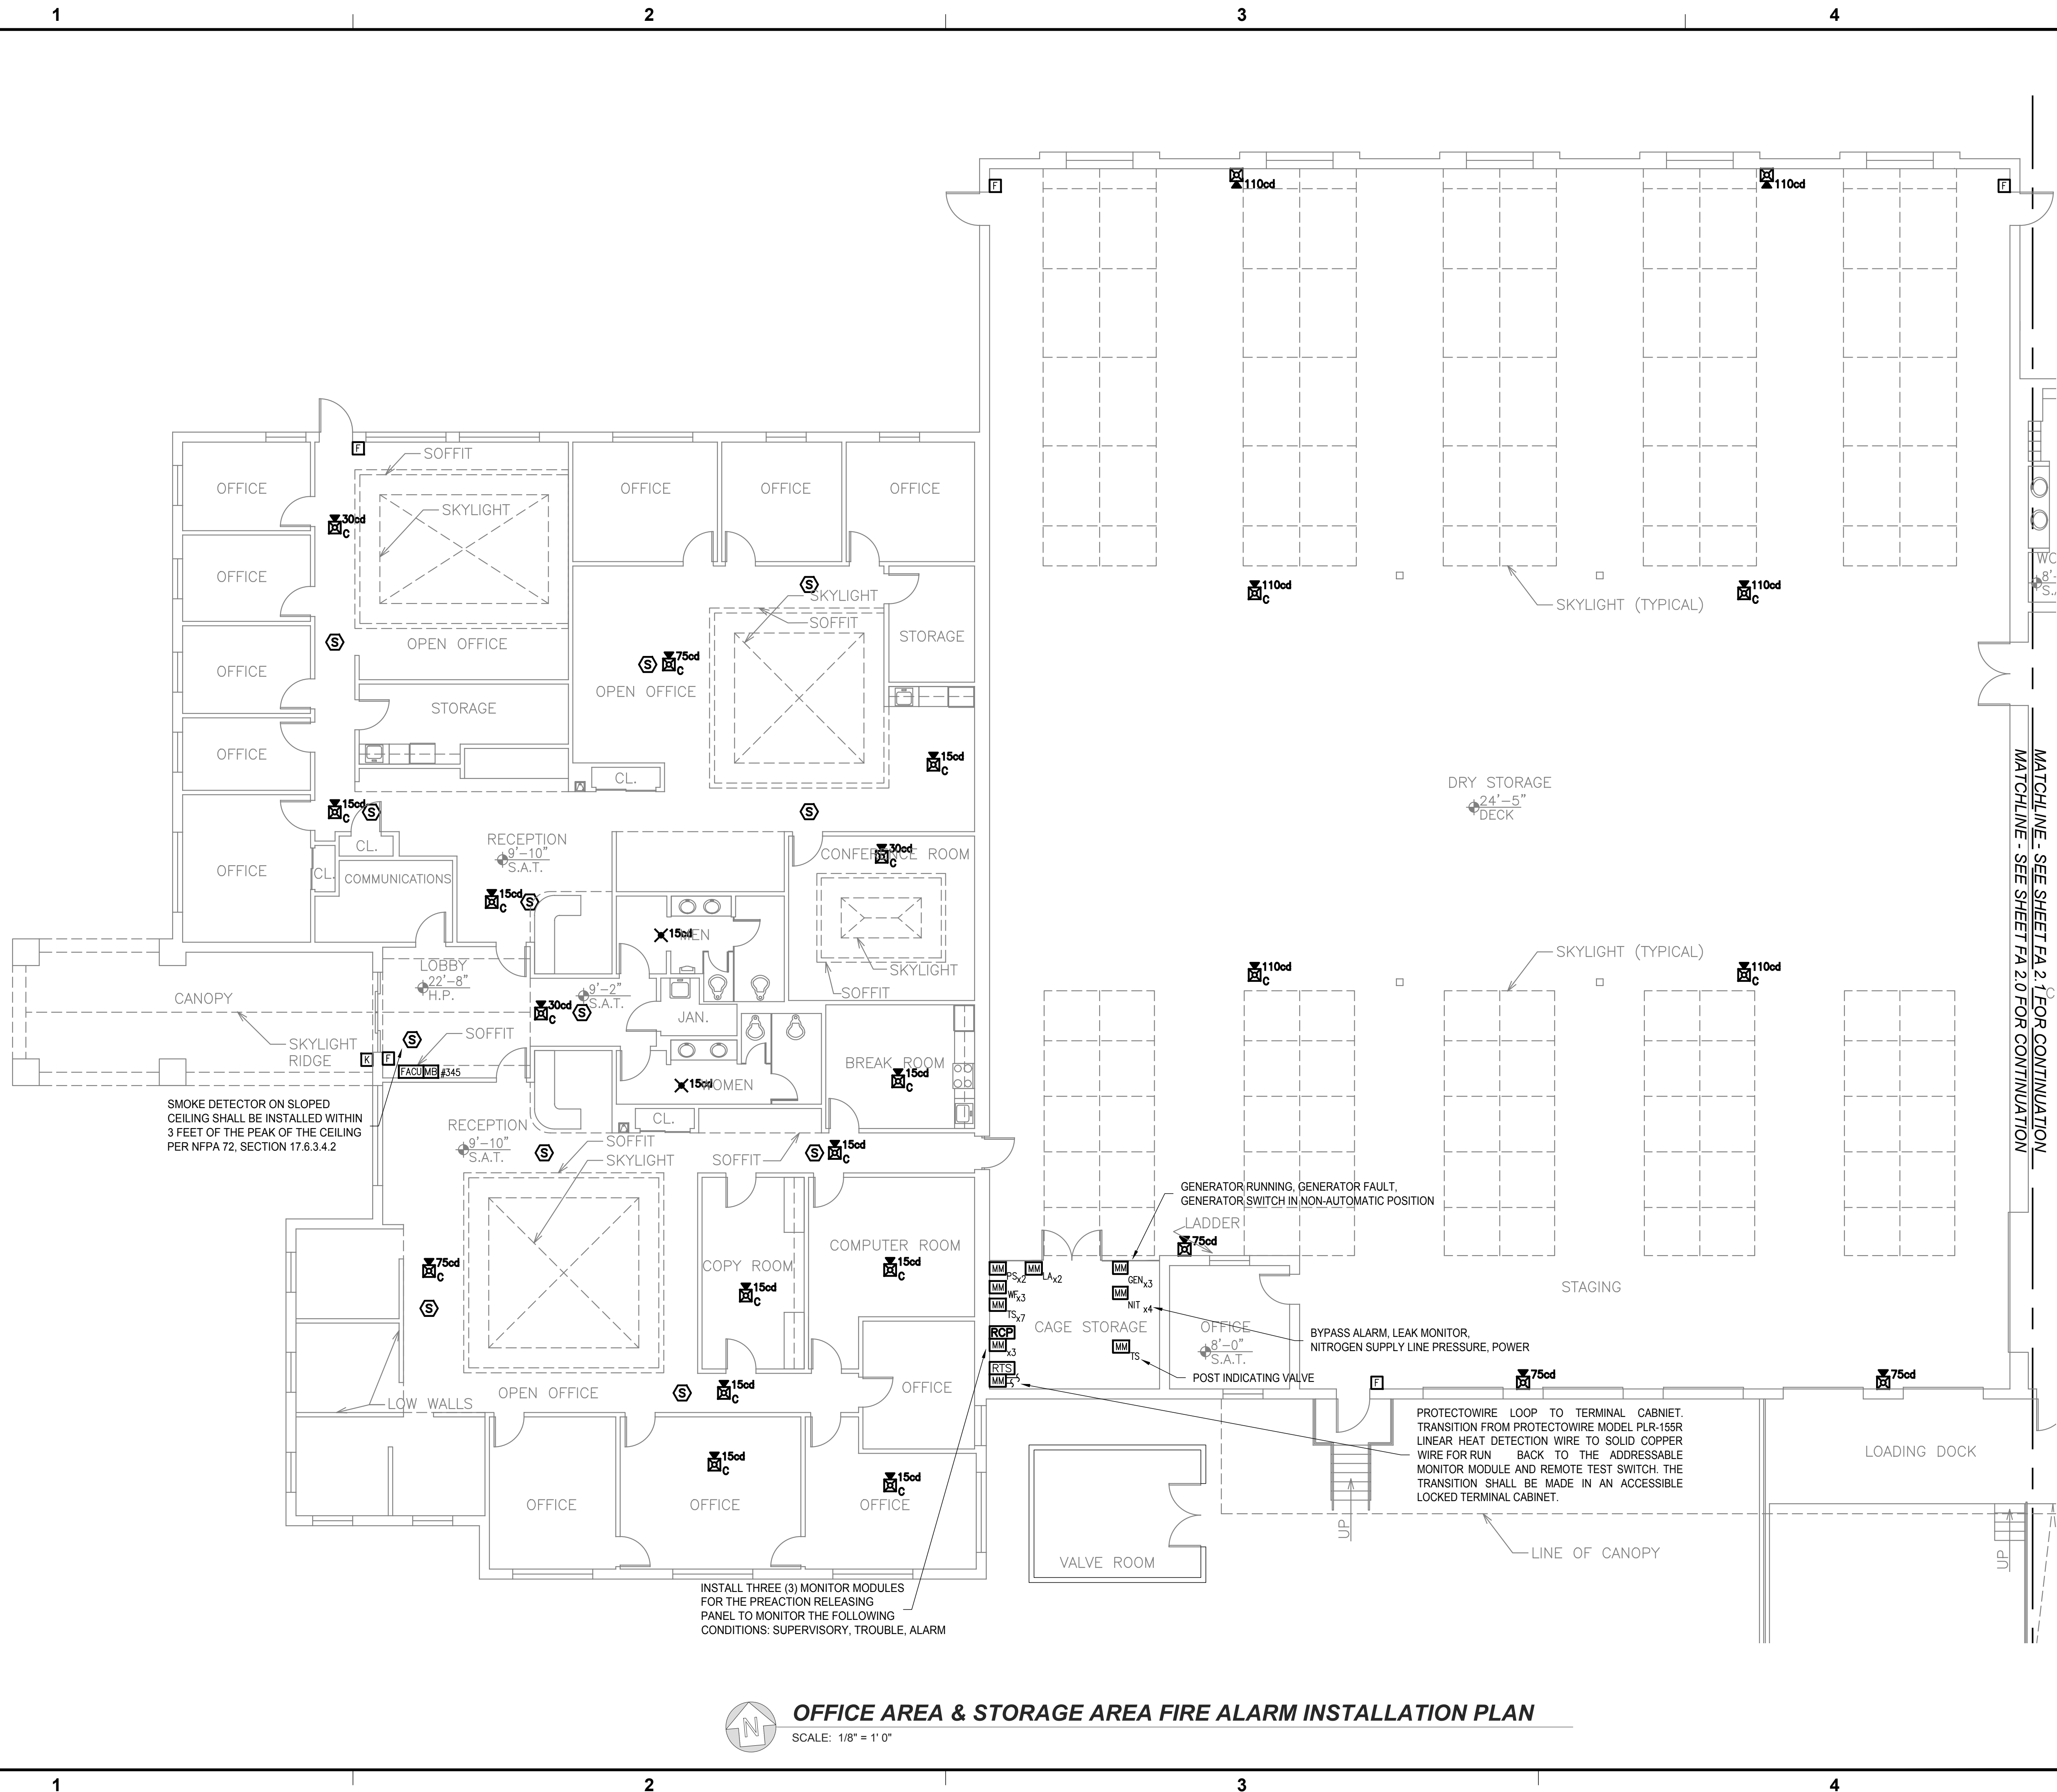 1
2
3
4
F
110cd
110cd
F
F
SOFFIT
OFFICE
OFFICE
OFFICE
OFFICE
SKYLIGHT
30cd
C
OFFICE
S
SKYLIGHT
110cd
C
110cd
C
SKYLIGHT (TYPICAL)
SOFFIT
S
OPEN OFFICE
STORAGE
S
75cd
C
OFFICE
OPEN OFFICE
STORAGE
OFFICE
15cd
C
CL.
DRY STORAGE
24'-5"
DECK
MATCHLINE - SEE SHEET FA 2.1 FOR CONTINUATION
MATCHLINE - SEE SHEET FA 2.0 FOR CONTINUATION
15cd
C
S
S
RECEPTION
9'-10"
S.A.T.
CL.
CONFERENCE ROOM
30cd
C
OFFICE
CL.
COMMUNICATIONS
15cd
C
S
15cd
MEN
SKYLIGHT (TYPICAL)
LOBBY
22'-8"
H.P.
SKYLIGHT
110cd
C
110cd
C
CANOPY
9'-2"
S.A.T.
SOFFIT
30cd
C
S
JAN.
SKYLIGHT
RIDGE
S
SOFFIT
K
F
FACU
MB
#345
BREAK ROOM
15cd
C
15cd
WOMEN
SMOKE DETECTOR ON SLOPED
CEILING SHALL BE INSTALLED WITHIN
3 FEET OF THE PEAK OF THE CEILING
PER NFPA 72, SECTION 17.6.3.4.2
RECEPTION
9'-10"
S.A.T.
CL.
S
SOFFIT
SKYLIGHT
SOFFIT
S
15cd
C
GENERATOR RUNNING, GENERATOR FAULT,
GENERATOR SWITCH IN NON-AUTOMATIC POSITION
LADDER
75cd
COMPUTER ROOM
15cd
C
COPY ROOM
15cd
C
75cd
C
S
MM
PS x2
MM
LA x2
MM
GEN x3
MM
WF x3
MM
NIT x4
MM
TS x7
STAGING
CAGE STORAGE
OFFICE
8'-0"
S.A.T.
RCP
MM
x3
MM
TS
BYPASS ALARM, LEAK MONITOR,
NITROGEN SUPPLY LINE PRESSURE, POWER
RTS
MM
POST INDICATING VALVE
F
75cd
75cd
OPEN OFFICE
S
15cd
C
OFFICE
LOW WALLS
PROTECTOWIRE LOOP TO TERMINAL CABNIET.
TRANSITION FROM PROTECTOWIRE MODEL PLR-155R
LINEAR HEAT DETECTION WIRE TO SOLID COPPER
WIRE FOR RUN BACK TO THE ADDRESSABLE
MONITOR MODULE AND REMOTE TEST SWITCH. THE
TRANSITION SHALL BE MADE IN AN ACCESSIBLE
LOCKED TERMINAL CABINET.
LOADING DOCK
15cd
C
15cd
C
OFFICE
OFFICE
OFFICE
UP
UP
LINE OF CANOPY
VALVE ROOM
INSTALL THREE (3) MONITOR MODULES
FOR THE PREACTION RELEASING
PANEL TO MONITOR THE FOLLOWING
CONDITIONS: SUPERVISORY, TROUBLE, ALARM
N
OFFICE AREA & STORAGE AREA FIRE ALARM INSTALLATION PLAN
SCALE: 1/8" = 1' 0"
1
2
3
4